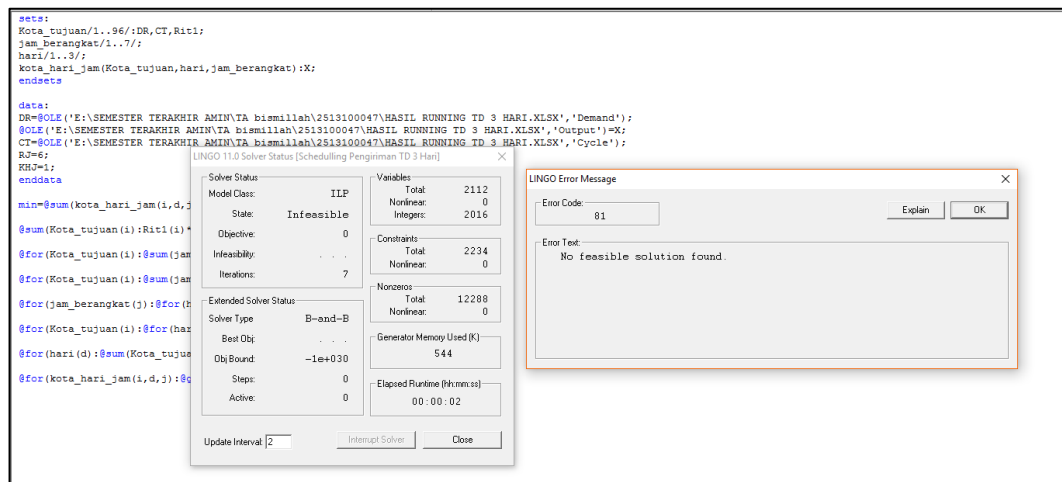 sets:
Kota_tujuan/1..96/:DR,CT,Rit1;
jam_berangkat/1..7/;
hari/1..3/;
kota_hari_jam(Kota_tujuan,hari,jam_berangkat):X;
endsets
data:
DR=@OLE('E:\SEMESTER TERAKHIR AMIN\TA bismillah\2513100047\HASIL RUNNING TD 3 HARI.XLSX','Demand');
@OLE('E:\SEMESTER TERAKHIR AMIN\TA bismillah\2513100047\HASIL RUNNING TD 3 HARI.XLSX','Output')=X;
CT=@OLE('E:\SEMESTER TERAKHIR AMIN\TA bismillah\2513100047\HASIL RUNNING TD 3 HARI.XLSX','Cycle');
RJ=6;
KHJ=1;
enddata
min=@sum(kota_hari_jam(i,d,j
@sum(Kota_tujuan(i):Rit1(i)*
@for(Kota_tujuan(i):@sum(jam
@for(Kota_tujuan(i):@sum(jam
@for(jam_berangkat(j):@for(h
@for(Kota_tujuan(i):@for(har
@for(hari(d):@sum(Kota_tujua
@for(kota_hari_jam(i,d,j):@g
LINGO 11.0 Solver Status [Schedulling Pengiriman TD 3 Hari]
Solver Status
Model Class: ILP
State: Infeasible
Objective: 0
Infeasibility: . . .
Iterations: 7
Extended Solver Status
Solver Type B-and-B
Best Obj: . . .
Obj Bound: -1e+030
Steps: 0
Active: 0
Variables
Total: 2112
Nonlinear: 0
Integers: 2016
Constraints
Total: 2234
Nonlinear: 0
Nonzeros
Total: 12288
Nonlinear: 0
Generator Memory Used (K)
544
Elapsed Runtime (hh:mm:ss)
00:00:02
Update Interval: 2
Interrupt Solver
Close
LINGO Error Message
Error Code:
81
Explain
OK
Error Text:
No feasible solution found.